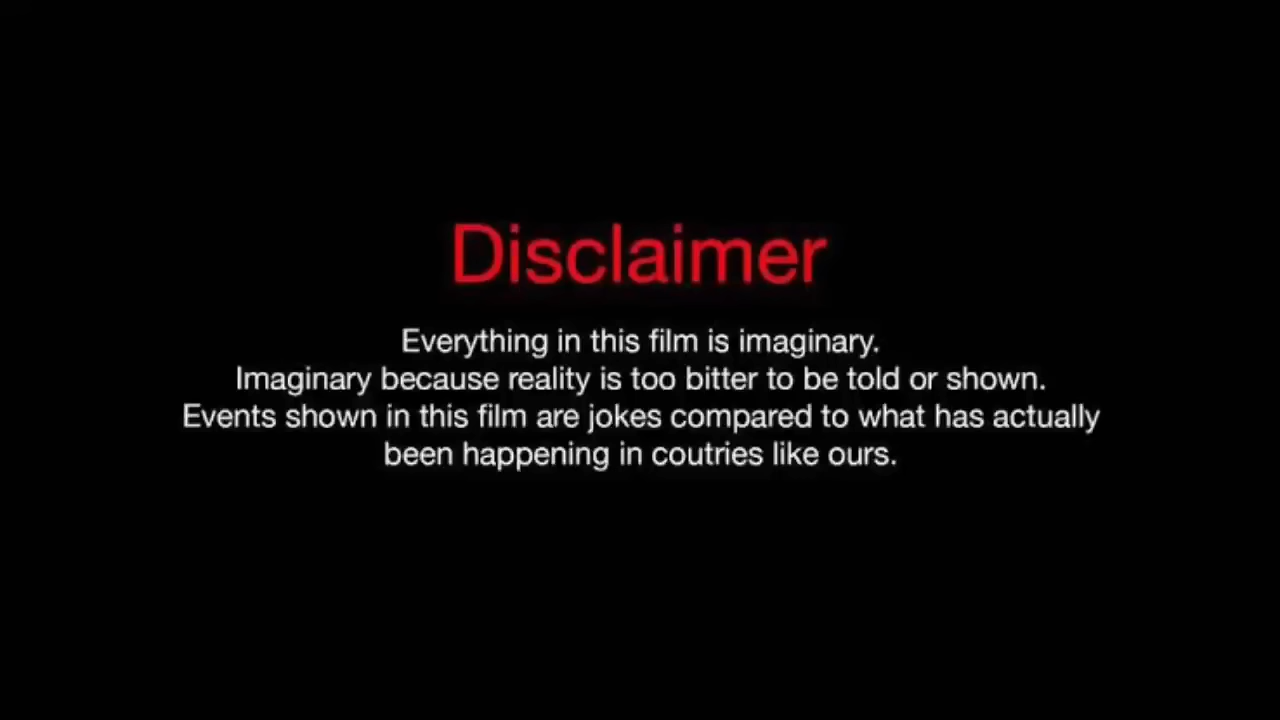 Disclaimer
Everything in this film is imaginary.
Imaginary because reality is too bitter to be told or shown.
Events shown in this film are jokes compared to what has actually
been happening in coutries like ours.